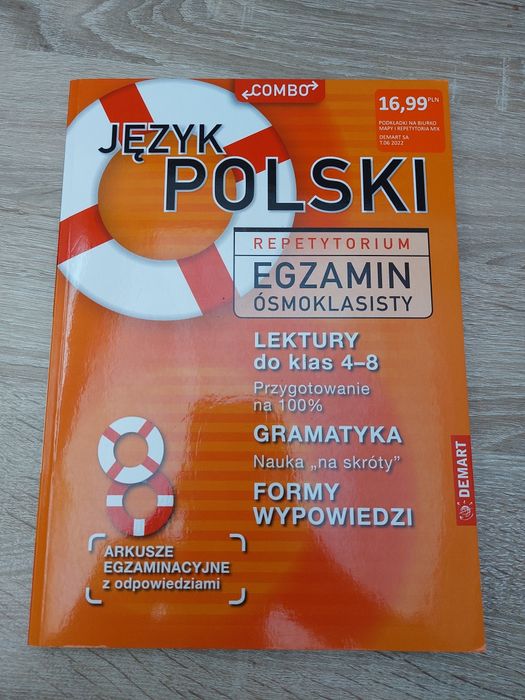 COMBO
16,99 PLN
PODKŁADKI NA BIURKO
MAPY I REPETYTORIA MIX
DEMART SA
T.06 2022
JĘZYK
POLSKI
REPETYTORIUM
EGZAMIN
ÓSMOKLASISTY
LEKTURY
do klas 4–8
Przygotowanie
na 100%
GRAMATYKA
Nauka „na skróty”
FORMY
WYPOWIEDZI
DEMART
ARKUSZE
EGZAMINACYJNE
z odpowiedziami